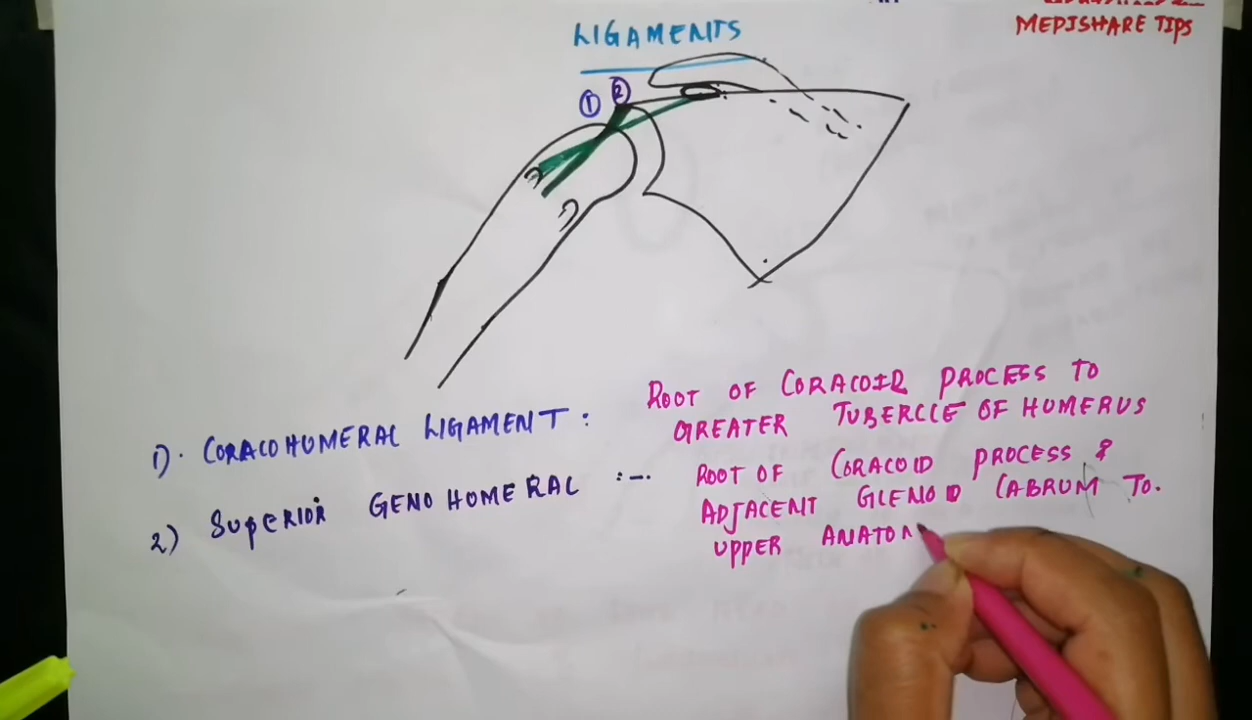 LIGAMENTS
MEDISHARE TIPS
1 2
1). CORACOHUMERAL LIGAMENT :
ROOT OF CORACOID PROCESS TO
GREATER TUBERCLE OF HUMERUS
2) SUPERIOR GENOHOMERAL :-.
ROOT OF CORACOID PROCESS &
ADJACENT GLENOID LABRUM TO.
UPPER ANATOM